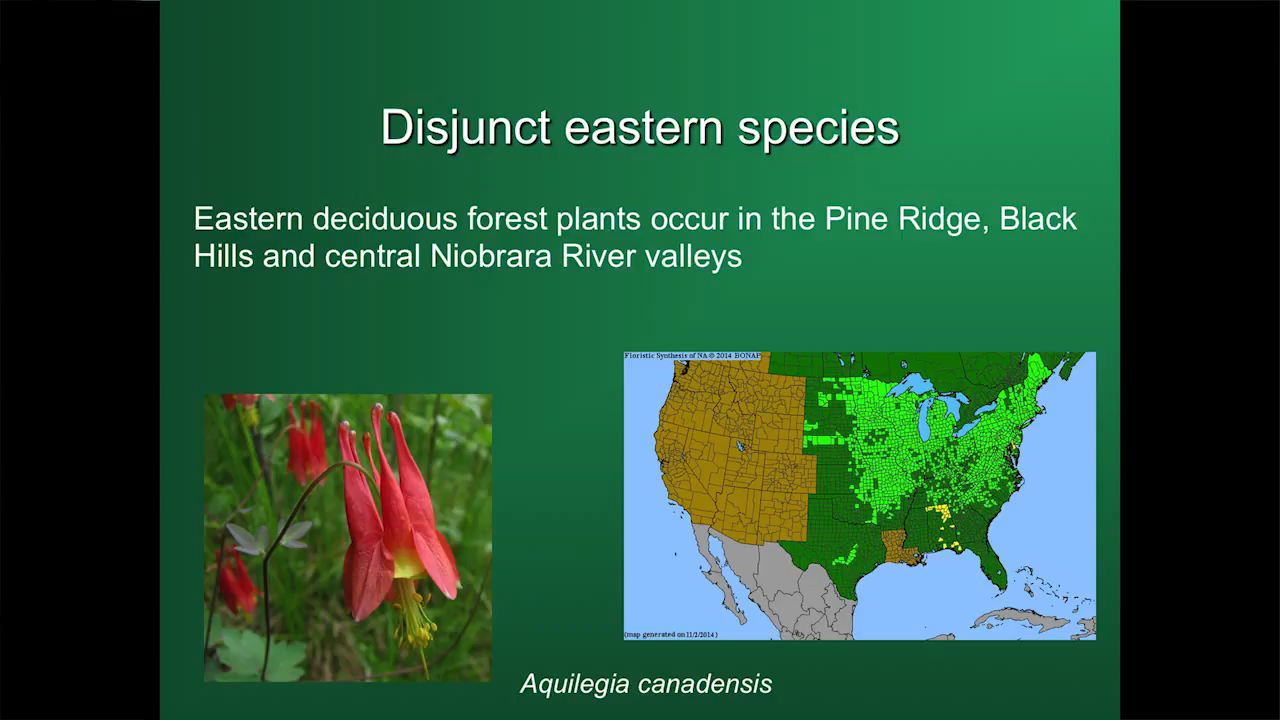 Disjunct eastern species
Eastern deciduous forest plants occur in the Pine Ridge, Black
Hills and central Niobrara River valleys
Floristic Synthesis of NA © 2014 BONAP
(map generated on 11/2/2014)
Aquilegia canadensis